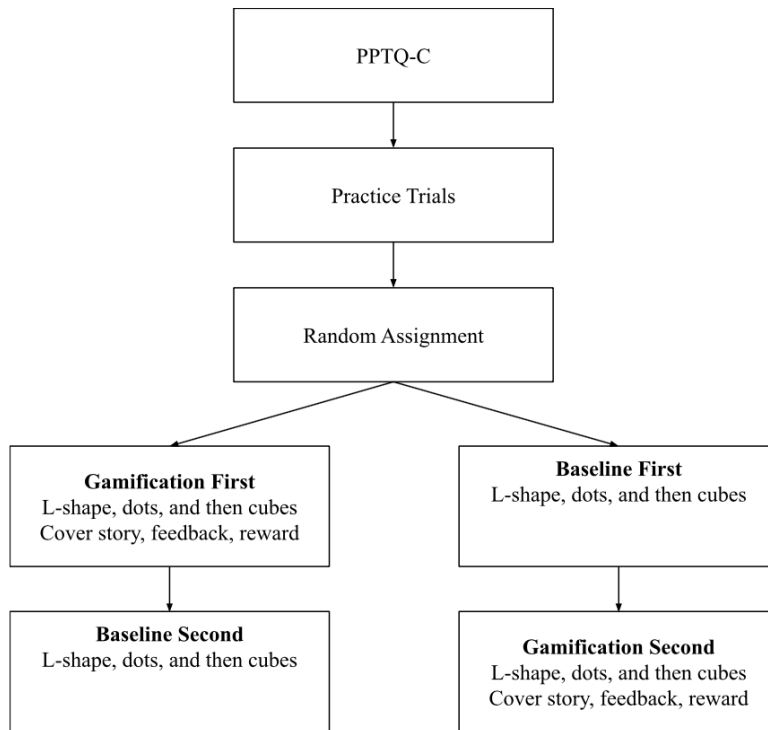 PPTQ-C
Practice Trials
Random Assignment
Gamification First
L-shape, dots, and then cubes
Cover story, feedback, reward
Baseline First
L-shape, dots, and then cubes
Baseline Second
L-shape, dots, and then cubes
Gamification Second
L-shape, dots, and then cubes
Cover story, feedback, reward